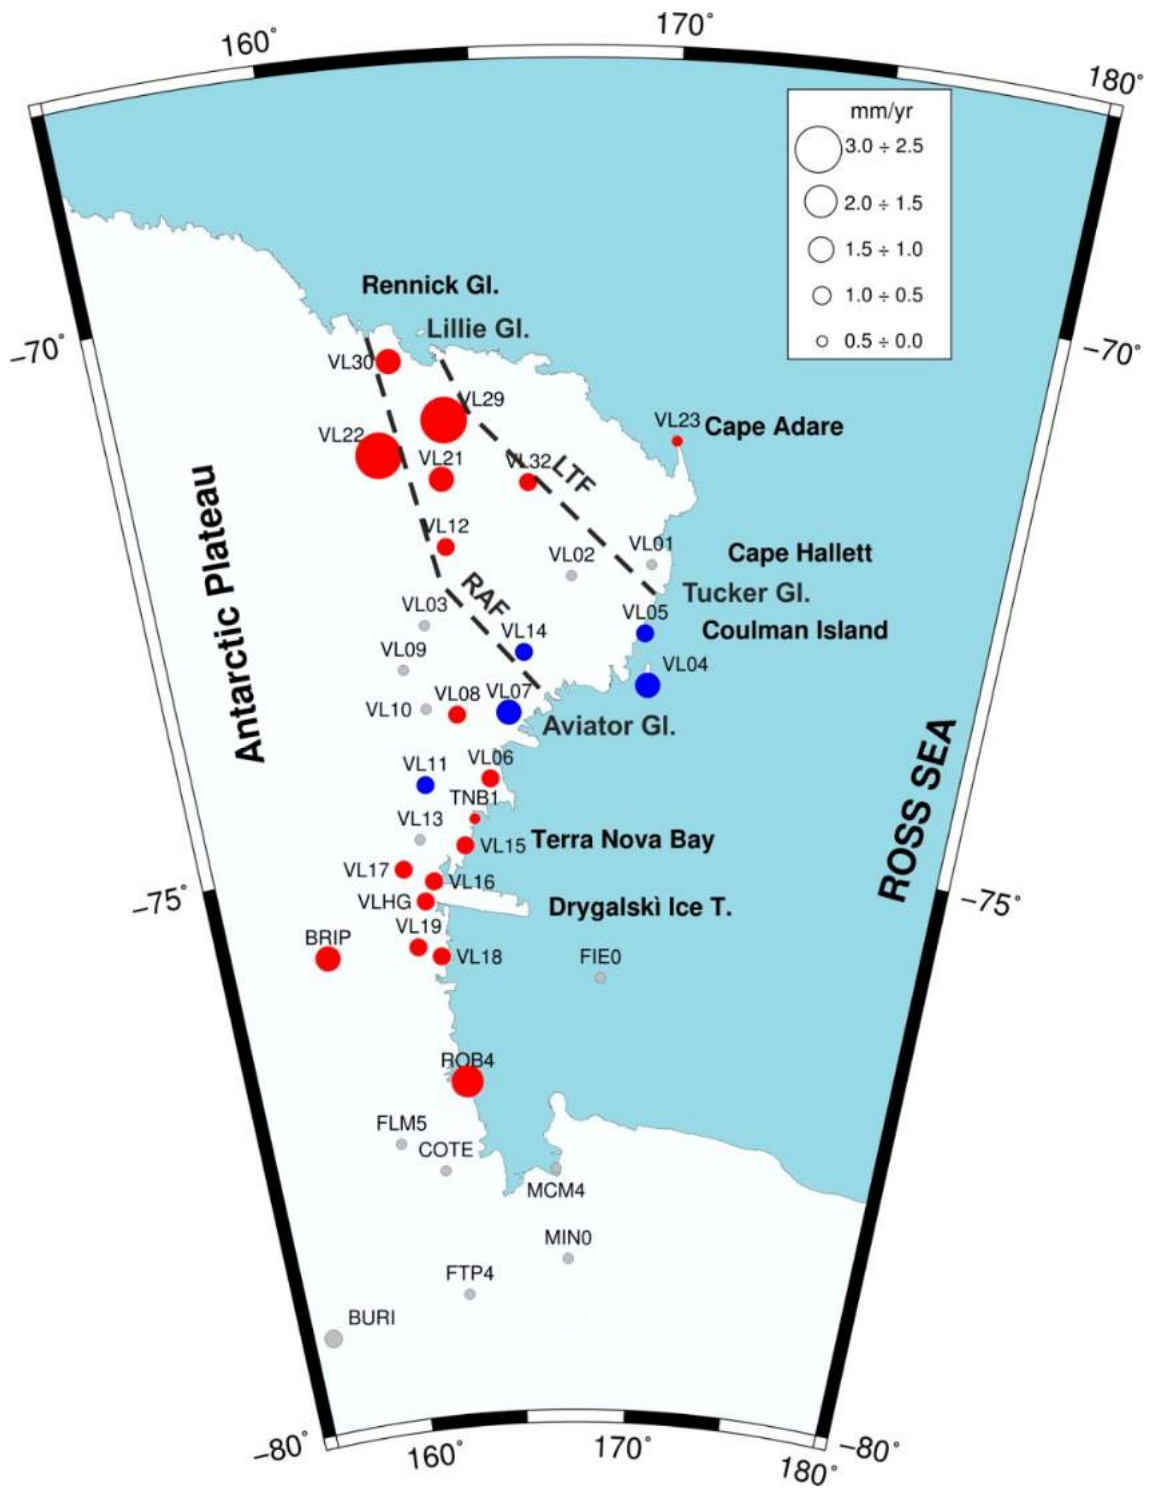 160°
170°
180°
mm/yr
3.0 ÷ 2.5
2.0 ÷ 1.5
1.5 ÷ 1.0
1.0 ÷ 0.5
0.5 ÷ 0.0
Rennick Gl.
Lillie Gl.
−70°
−70°
VL30
VL29
VL23
Cape Adare
VL22
VL21
VL32
LTF
Antarctic Plateau
VL12
VL02
VL01
Cape Hallett
RAF
Tucker Gl.
VL03
VL05
VL14
Coulman Island
VL09
VL04
VL08
VL07
VL10
Aviator Gl.
VL11
VL06
TNB1
ROSS SEA
VL13
VL15
Terra Nova Bay
VL17
VL16
VLHG
−75°
−75°
Drygalskì Ice T.
VL19
BRIP
VL18
FIE0
ROB4
FLM5
COTE
MCM4
MIN0
FTP4
BURI
−80°
160°
170°
180°
−80°